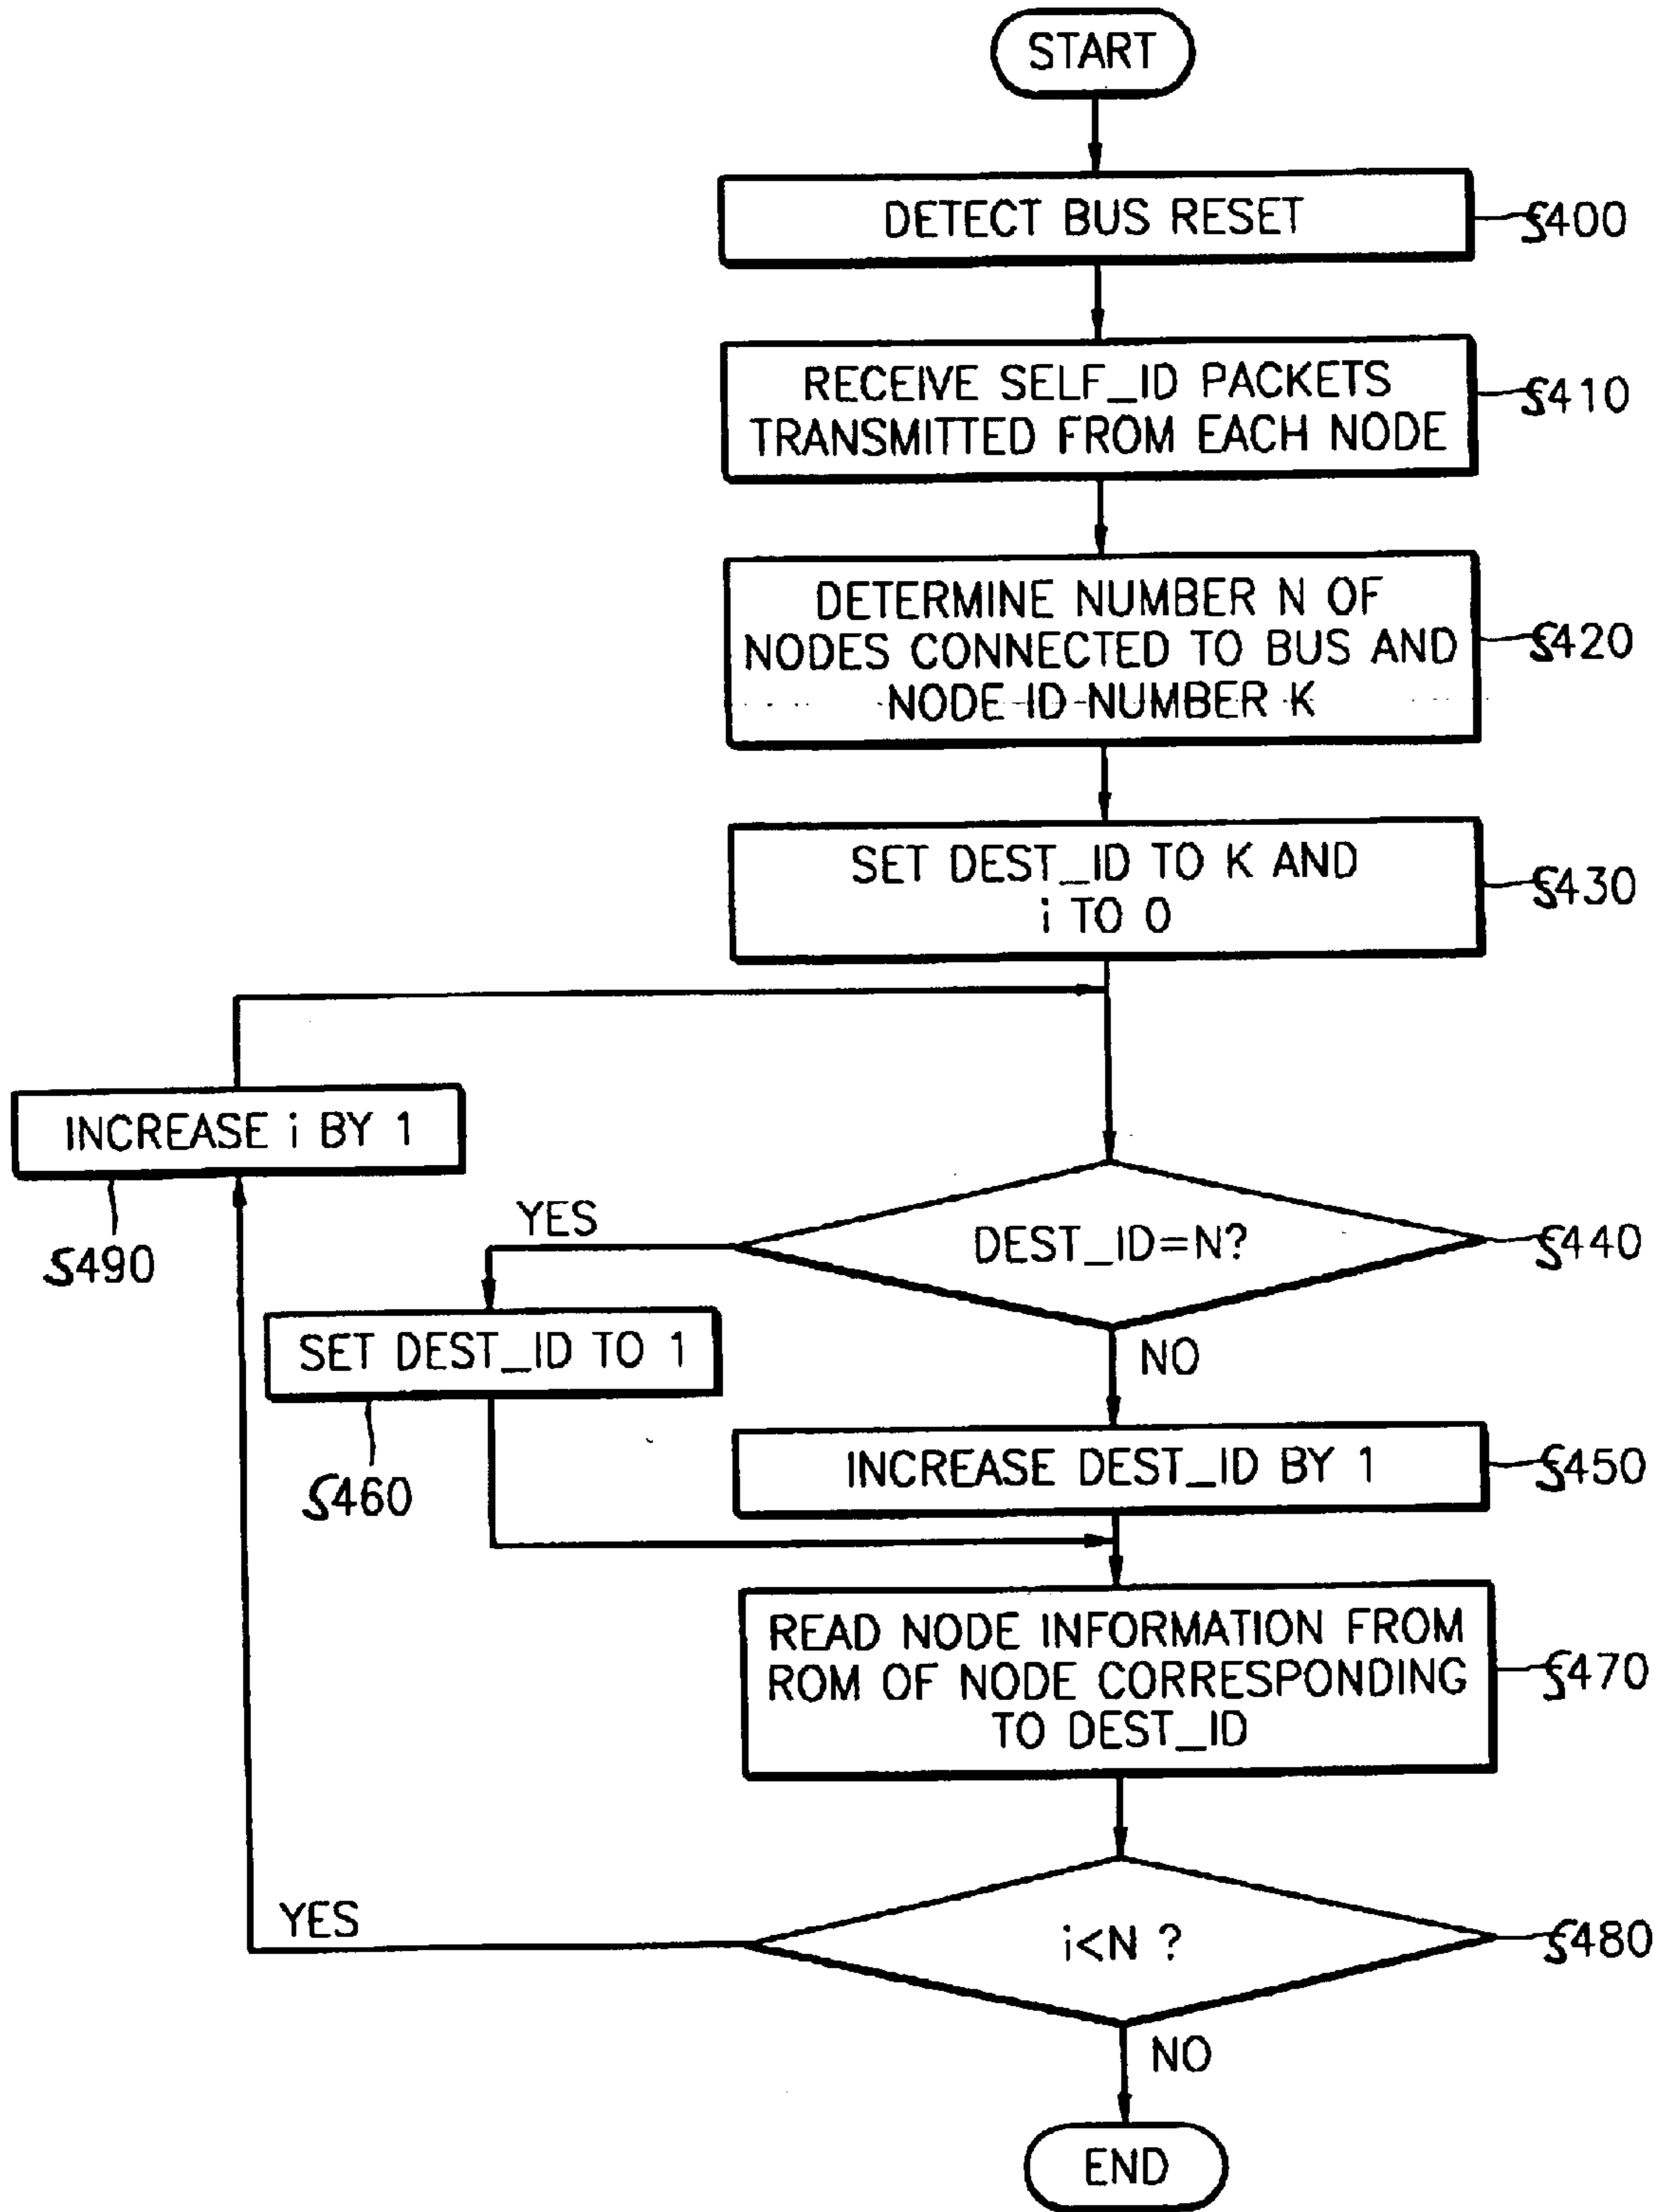 START
DETECT BUS RESET
S400
RECEIVE SELF_ID PACKETS
TRANSMITTED FROM EACH NODE
S410
DETERMINE NUMBER N OF
NODES CONNECTED TO BUS AND
NODE ID NUMBER K
S420
SET DEST_ID TO K AND
i TO 0
S430
INCREASE i BY 1
S490
YES
DEST_ID=N?
S440
SET DEST_ID TO 1
S460
NO
INCREASE DEST_ID BY 1
S450
READ NODE INFORMATION FROM
ROM OF NODE CORRESPONDING
TO DEST_ID
S470
YES
i<N ?
S480
NO
END